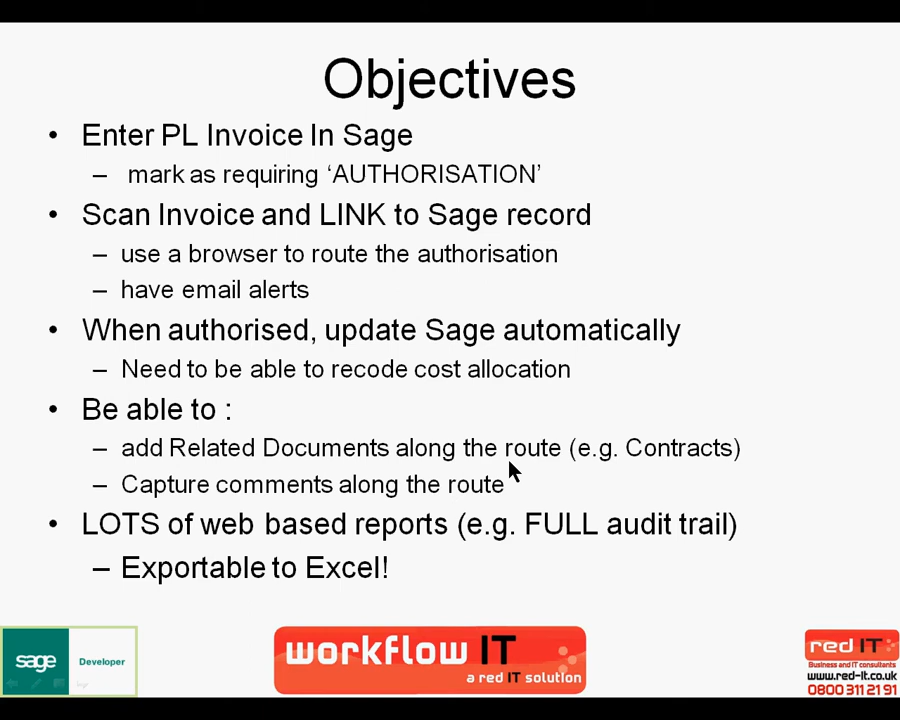 Objectives
• Enter PL Invoice In Sage
– mark as requiring ‘AUTHORISATION’
• Scan Invoice and LINK to Sage record
– use a browser to route the authorisation
– have email alerts
• When authorised, update Sage automatically
– Need to be able to recode cost allocation
• Be able to :
– add Related Documents along the route (e.g. Contracts)
– Capture comments along the route
• LOTS of web based reports (e.g. FULL audit trail)
– Exportable to Excel!
sage Developer
workflow IT
a red IT solution
red IT
Business and IT consultants
www.red-it.co.uk
0800 311 21 91